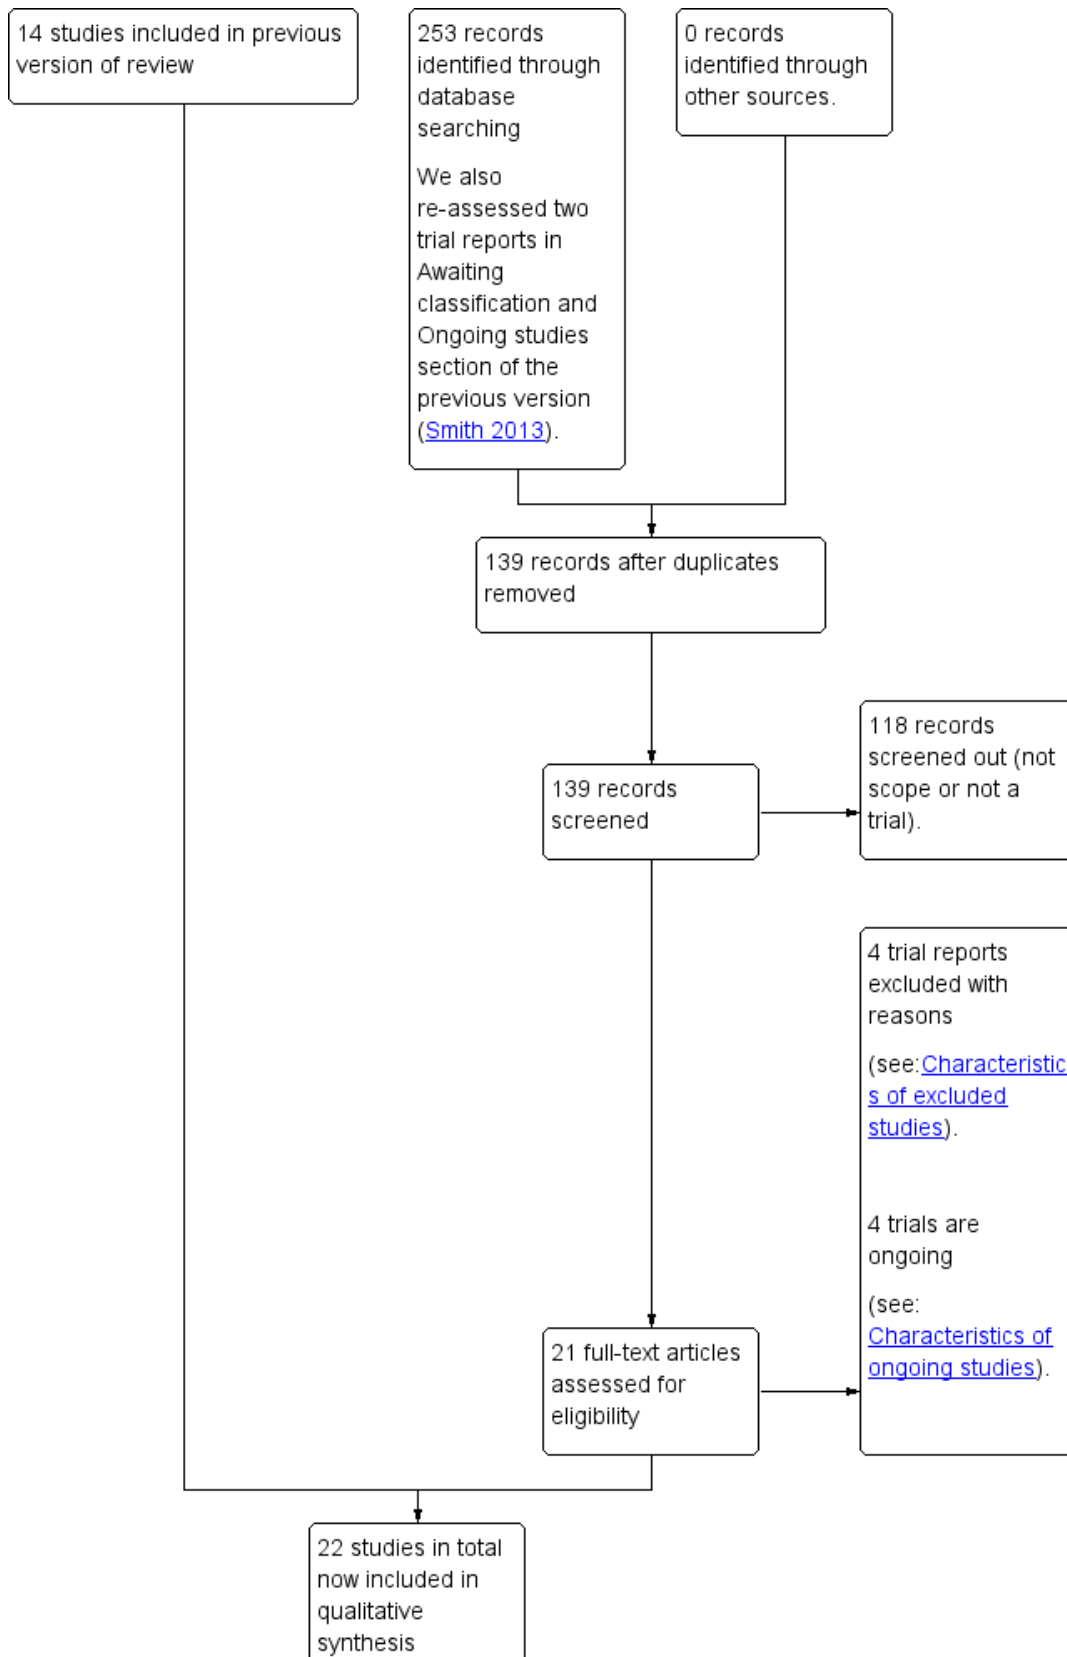 14 studies included in previous
version of review
253 records
identified through
database
searching
We also
re-assessed two
trial reports in
Awaiting
classification and
Ongoing studies
section of the
previous version
(Smith 2013).
0 records
identified through
other sources.
139 records after duplicates
removed
139 records
screened
118 records
screened out (not
scope or not a
trial).
21 full-text articles
assessed for
eligibility
4 trial reports
excluded with
reasons
(see:Characteristic
s of excluded
studies).
4 trials are
ongoing
(see:
Characteristics of
ongoing studies).
22 studies in total
now included in
qualitative
synthesis